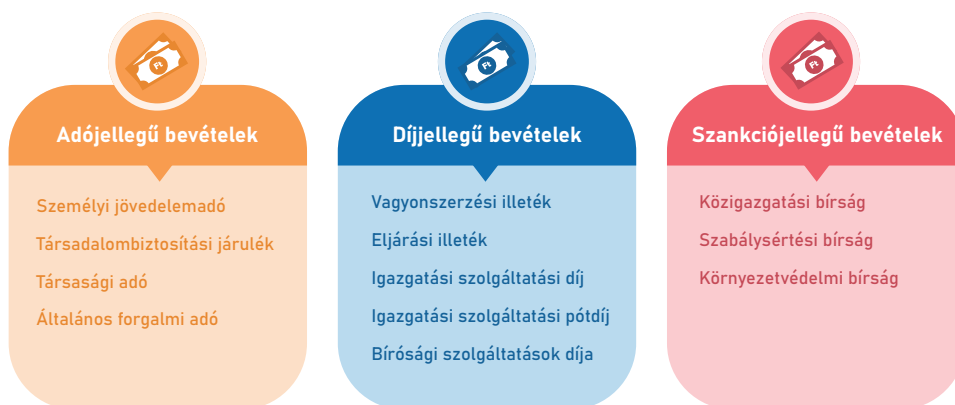 Ft
Adójellegű bevételek
Személyi jövedelemadó
Társadalombiztosítási járulék
Társasági adó
Általános forgalmi adó
Ft
Díjjellegű bevételek
Vagyonszerzési illeték
Eljárási illeték
Igazgatási szolgáltatási díj
Igazgatási szolgáltatási pótdíj
Bírósági szolgáltatások díja
Ft
Szankciójellegű bevételek
Közigazgatási bírság
Szabálysértési bírság
Környezetvédelmi bírság